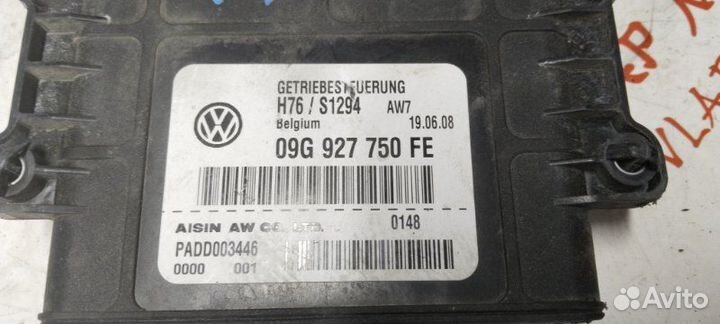 GETRIEBESTEUERUNG
H76 / S1294 AW7
Belgium 19.06.08
09G 927 750 FE
AISIN AW CO., LTD. 0148
PADD003446
0000 001
Avito